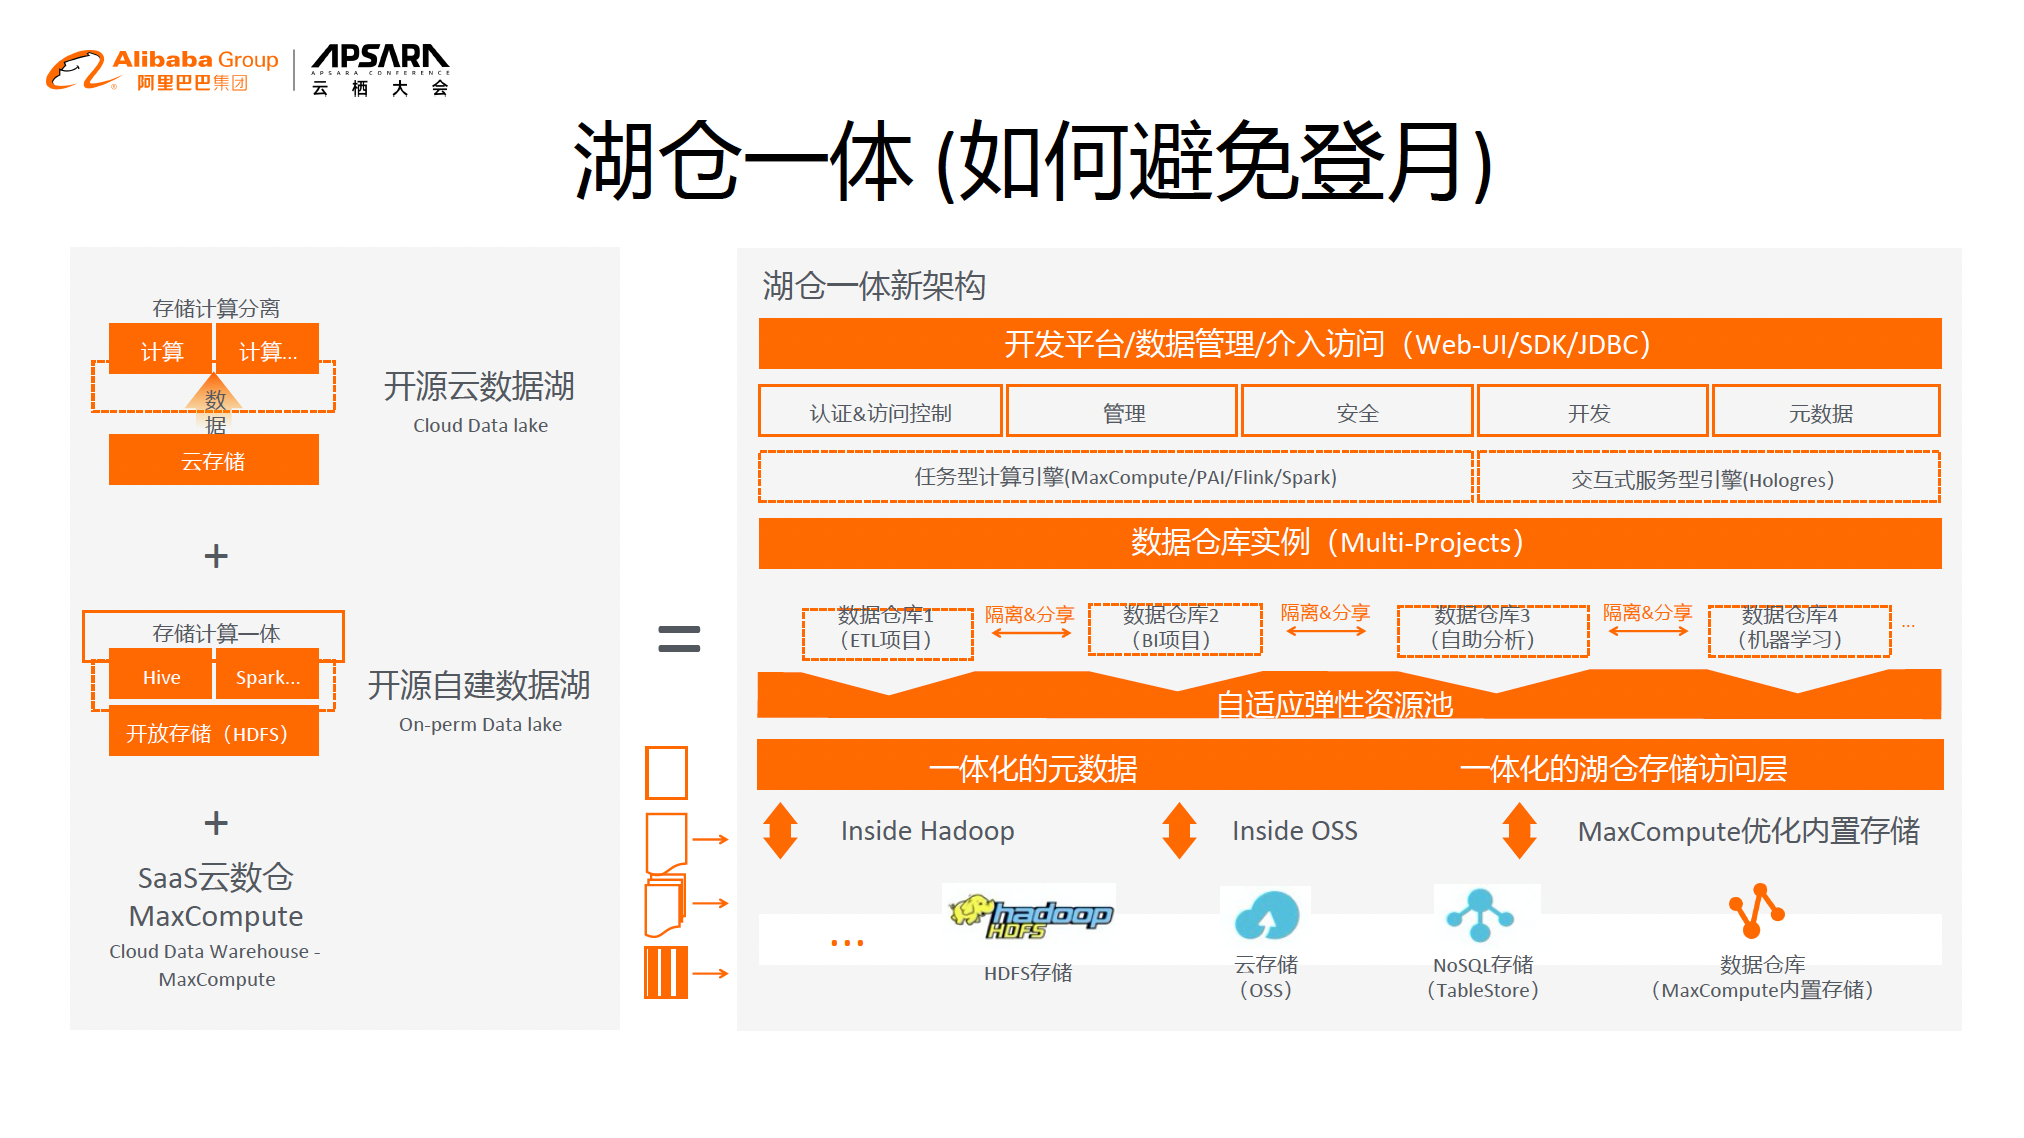 Alibaba Group
阿里巴巴集团
APSARA
APSARA CONFERENCE
云栖大会
湖仓一体 (如何避免登月)
存储计算分离
计算
计算...
数据
云存储
开源云数据湖
Cloud Data lake
+
存储计算一体
Hive
Spark...
开放存储（HDFS）
开源自建数据湖
On-perm Data lake
+
SaaS云数仓
MaxCompute
Cloud Data Warehouse -
MaxCompute
=
湖仓一体新架构
开发平台/数据管理/介入访问（Web-UI/SDK/JDBC）
认证&访问控制
管理
安全
开发
元数据
任务型计算引擎(MaxCompute/PAI/Flink/Spark)
交互式服务型引擎(Hologres）
数据仓库实例（Multi-Projects）
数据仓库1
（ETL项目）
隔离&分享
数据仓库2
（BI项目）
隔离&分享
数据仓库3
（自助分析）
隔离&分享
数据仓库4
（机器学习）
...
自适应弹性资源池
一体化的元数据
一体化的湖仓存储访问层
Inside Hadoop
Inside OSS
MaxCompute优化内置存储
...
hadoop
HDFS
HDFS存储
云存储
（OSS）
NoSQL存储
（TableStore）
数据仓库
（MaxCompute内置存储）